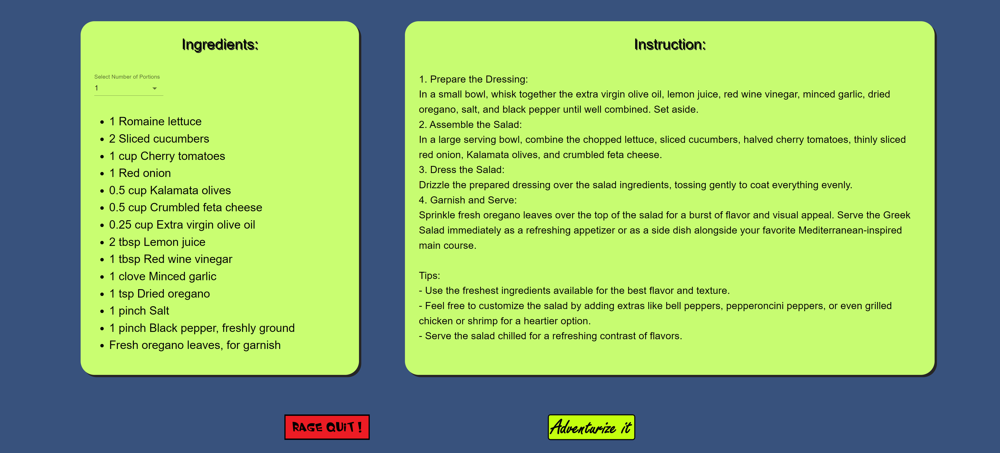 Ingredients:
Select Number of Portions
1
• 1 Romaine lettuce
• 2 Sliced cucumbers
• 1 cup Cherry tomatoes
• 1 Red onion
• 0.5 cup Kalamata olives
• 0.5 cup Crumbled feta cheese
• 0.25 cup Extra virgin olive oil
• 2 tbsp Lemon juice
• 1 tbsp Red wine vinegar
• 1 clove Minced garlic
• 1 tsp Dried oregano
• 1 pinch Salt
• 1 pinch Black pepper, freshly ground
• Fresh oregano leaves, for garnish
Instruction:
1. Prepare the Dressing:
In a small bowl, whisk together the extra virgin olive oil, lemon juice, red wine vinegar, minced garlic, dried
oregano, salt, and black pepper until well combined. Set aside.
2. Assemble the Salad:
In a large serving bowl, combine the chopped lettuce, sliced cucumbers, halved cherry tomatoes, thinly sliced
red onion, Kalamata olives, and crumbled feta cheese.
3. Dress the Salad:
Drizzle the prepared dressing over the salad ingredients, tossing gently to coat everything evenly.
4. Garnish and Serve:
Sprinkle fresh oregano leaves over the top of the salad for a burst of flavor and visual appeal. Serve the Greek
Salad immediately as a refreshing appetizer or as a side dish alongside your favorite Mediterranean-inspired
main course.
Tips:
- Use the freshest ingredients available for the best flavor and texture.
- Feel free to customize the salad by adding extras like bell peppers, pepperoncini peppers, or even grilled
chicken or shrimp for a heartier option.
- Serve the salad chilled for a refreshing contrast of flavors.
RAGE QUiT !
Adventurize it